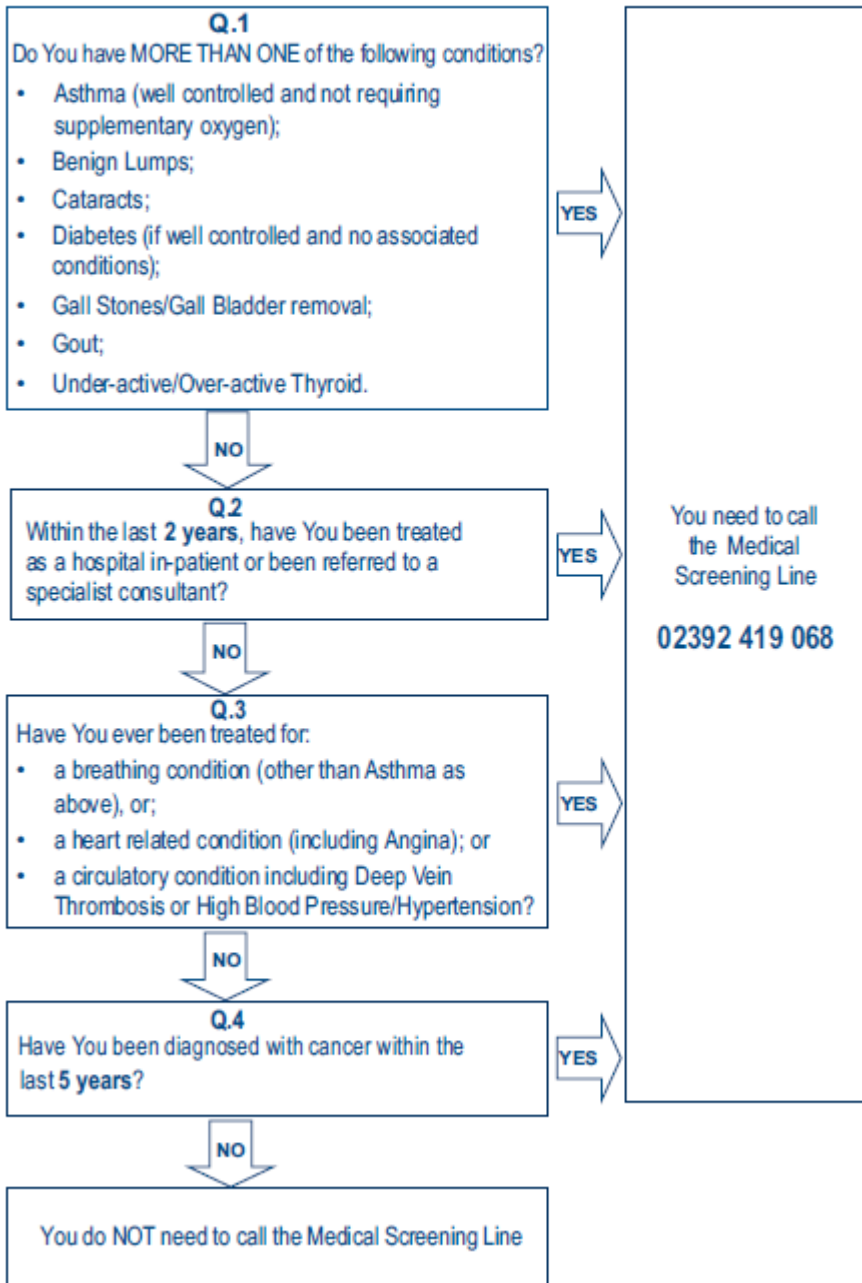 Q.1
Do You have MORE THAN ONE of the following conditions?
• Asthma (well controlled and not requiring
supplementary oxygen);
• Benign Lumps;
• Cataracts;
• Diabetes (if well controlled and no associated
conditions);
• Gall Stones/Gall Bladder removal;
• Gout;
• Under-active/Over-active Thyroid.
YES
NO
Q.2
Within the last 2 years, have You been treated
as a hospital in-patient or been referred to a
specialist consultant?
YES
NO
Q.3
Have You ever been treated for:
• a breathing condition (other than Asthma as
above), or;
• a heart related condition (including Angina); or
• a circulatory condition including Deep Vein
Thrombosis or High Blood Pressure/Hypertension?
YES
NO
Q.4
Have You been diagnosed with cancer within the
last 5 years?
YES
NO
You do NOT need to call the Medical Screening Line
You need to call
the Medical
Screening Line
02392 419 068